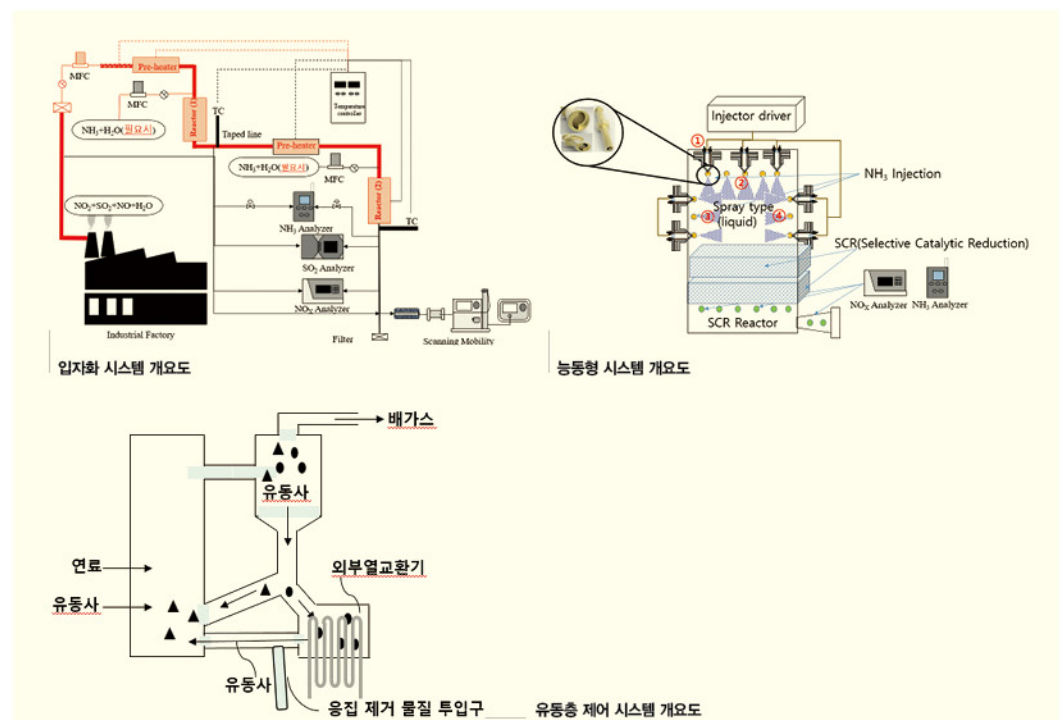 MFC
Pre-heater
MFC
Reactor (1)
NH₃+H₂O(필요시)
TC
Taped line
Temperature
controller
Pre-heater
NH₃+H₂O(필요시)
MFC
Reactor (2)
TC
NO₂+SO₂+NO+H₂O
NH₃ Analyzer
SO₂ Analyzer
NOx Analyzer
Industrial Factory
Filter
Scanning Mobility
입자화 시스템 개요도
Injector driver
①
②
NH₃ Injection
③
Spray type
(liquid)
④
SCR(Selective Catalytic Reduction)
NOx Analyzer
NH₃ Analyzer
SCR Reactor
능동형 시스템 개요도
배가스
유동사
연료
외부열교환기
유동사
유동사
응집 제거 물질 투입구
유동층 제어 시스템 개요도